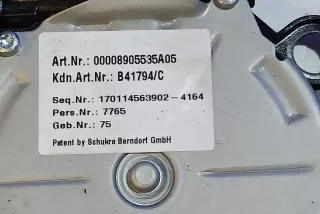 Art.Nr.: 00008905535A05
Kdn.Art.Nr.: B41794/C
Seq.Nr.: 170114563902-4164
Pers.Nr.: 7765
Geb.Nr.: 75
Patent by Schukra Berndorf GmbH